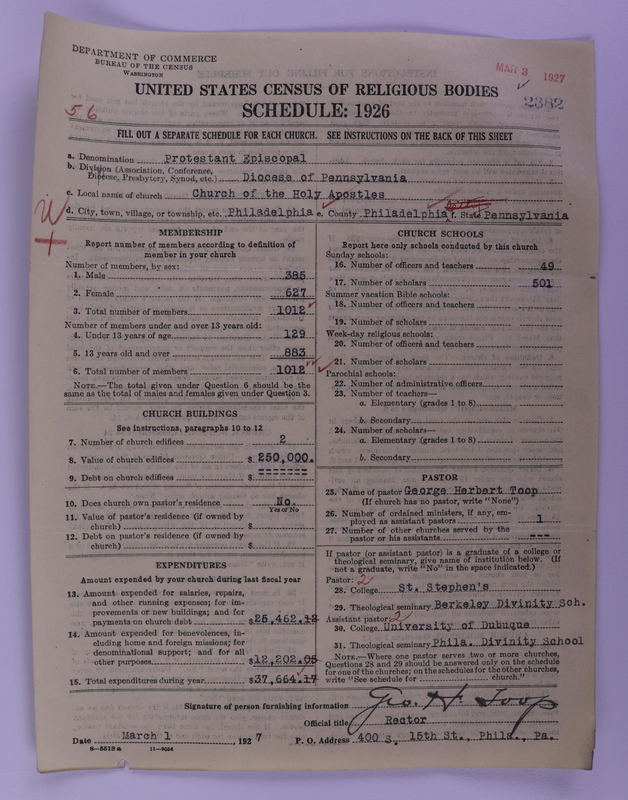 DEPARTMENT OF COMMERCE
BUREAU OF THE CENSUS
WASHINGTON
MAR 3 1927
2382
56
UNITED STATES CENSUS OF RELIGIOUS BODIES
SCHEDULE: 1926
FILL OUT A SEPARATE SCHEDULE FOR EACH CHURCH. SEE INSTRUCTIONS ON THE BACK OF THIS SHEET
a. Denomination Protestant Episcopal
b. Division (Association, Conference, Diocese, Presbytery, Synod, etc.) Diocese of Pennsylvania
c. Local name of church Church of the Holy Apostles
d. City, town, village, or township, etc. Philadelphia e. County Philadelphia f. State Pennsylvania
MEMBERSHIP
Report number of members according to definition of
member in your church
Number of members, by sex:
1. Male 385
2. Female 627
3. Total number of members 1012
Number of members under and over 13 years old:
4. Under 13 years of age 129
5. 13 years old and over 883
6. Total number of members 1012
NOTE.—The total given under Question 6 should be the
same as the total of males and females given under Question 3.
CHURCH BUILDINGS
See instructions, paragraphs 10 to 12
7. Number of church edifices 2
8. Value of church edifices $ 250,000.
9. Debt on church edifices $ -------
10. Does church own pastor's residence No.
Yes or No
11. Value of pastor's residence (if owned by
church) $
12. Debt on pastor's residence (if owned by
church) $
EXPENDITURES
Amount expended by your church during last fiscal year
13. Amount expended for salaries, repairs,
and other running expenses; for im-
provements or new buildings; and for
payments on church debt $25,462.12
14. Amount expended for benevolences, in-
cluding home and foreign missions; for
denominational support; and for all
other purposes $12,202.05
15. Total expenditures during year $37,664.17
CHURCH SCHOOLS
Report here only schools conducted by this church
Sunday schools:
16. Number of officers and teachers 49
17. Number of scholars 501
Summer vacation Bible schools:
18. Number of officers and teachers
19. Number of scholars
Week-day religious schools:
20. Number of officers and teachers
21. Number of scholars
Parochial schools:
22. Number of administrative officers
23. Number of teachers—
a. Elementary (grades 1 to 8)
b. Secondary
24. Number of scholars—
a. Elementary (grades 1 to 8)
b. Secondary
PASTOR
25. Name of pastor George Herbert Toop
(If church has no pastor, write "None")
26. Number of ordained ministers, if any, em-
ployed as assistant pastors 1
27. Number of other churches served by the
pastor or his assistants ---
If pastor (or assistant pastor) is a graduate of a college or
theological seminary, give name of institution below. (If
not a graduate, write "No" in the space indicated.)
Pastor: 2
28. College St. Stephen's
29. Theological seminary Berkeley Divinity Sch.
Assistant pastor: 2
30. College University of Dubuque
31. Theological seminary Phila. Divinity School
NOTE.—Where one pastor serves two or more churches,
Questions 28 and 29 should be answered only on the schedule
for one of the churches; on the schedules for the other churches,
write "See schedule for church."
Signature of person furnishing information Geo. H. Toop
Official title Rector
Date March 1, 1927 P. O. Address 400 S. 15th St., Phila., Pa.
8—5518a 11—9034